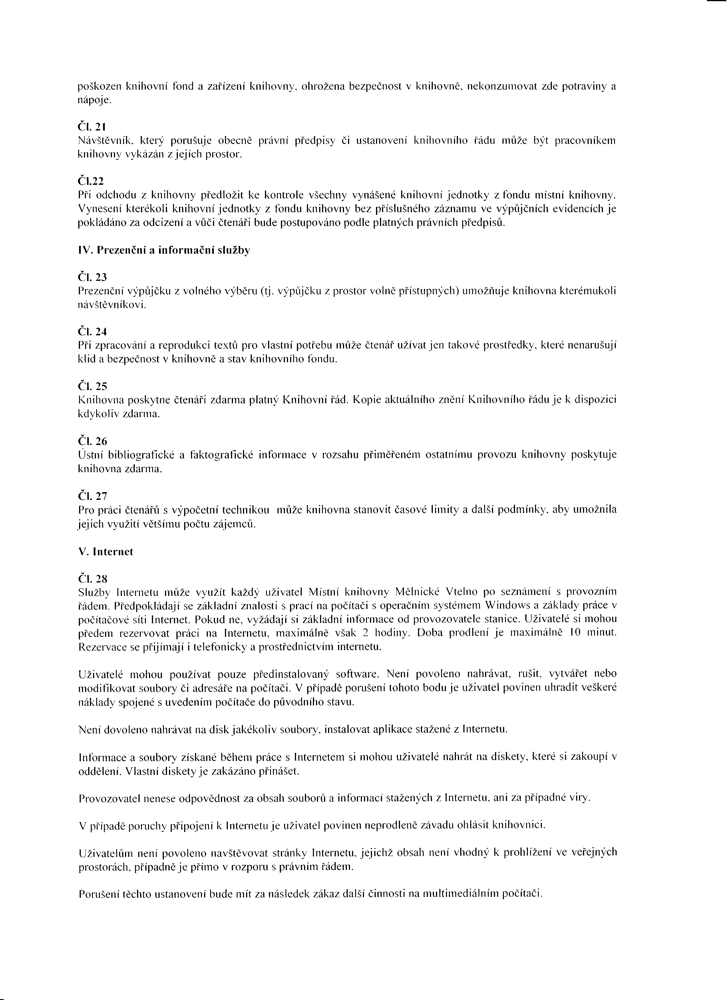 poškozen knihovní fond a zařízení knihovny, ohrožena bezpečnost v knihovně, nekonzumovat zde potraviny a
nápoje.
Čl. 21
Návštěvník, který porušuje obecně právní předpisy či ustanovení knihovního řádu může být pracovníkem
knihovny vykázán z jejích prostor.
Čl.22
Při odchodu z knihovny předložit ke kontrole všechny vynášené knihovní jednotky z fondu místní knihovny.
Vynesení kterékoli knihovní jednotky z fondu knihovny bez příslušného záznamu ve výpůjčních evidencích je
pokládáno za odcizení a vůči čtenáři bude postupováno podle platných právních předpisů.
IV. Prezenční a informační služby
Čl. 23
Prezenční výpůjčku z volného výběru (tj. výpůjčku z prostor volně přístupných) umožňuje knihovna kterémukoli
návštěvníkovi.
Čl. 24
Při zpracování a reprodukci textů pro vlastní potřebu může čtenář užívat jen takové prostředky, které nenarušují
klid a bezpečnost v knihovně a stav knihovního fondu.
Čl. 25
Knihovna poskytne čtenáři zdarma platný Knihovní řád. Kopie aktuálního znění Knihovního řádu je k dispozici
kdykoliv zdarma.
Čl. 26
Ústní bibliografické a faktografické informace v rozsahu přiměřeném ostatnímu provozu knihovny poskytuje
knihovna zdarma.
Čl. 27
Pro práci čtenářů s výpočetní technikou může knihovna stanovit časové limity a další podmínky, aby umožnila
jejich využití většímu počtu zájemců.
V. Internet
Čl. 28
Služby Internetu může využít každý uživatel Místní knihovny Mělnické Vtelno po seznámení s provozním
řádem. Předpokládají se základní znalosti s prací na počítači s operačním systémem Windows a základy práce v
počítačové síti Internet. Pokud ne, vyžádají si základní informace od provozovatele stanice. Uživatelé si mohou
předem rezervovat práci na Internetu, maximálně však 2 hodiny. Doba prodlení je maximálně 10 minut.
Rezervace se přijímají i telefonicky a prostřednictvím internetu.
Uživatelé mohou používat pouze předinstalovaný software. Není povoleno nahrávat, rušit, vytvářet nebo
modifikovat soubory či adresáře na počítači. V případě porušení tohoto bodu je uživatel povinen uhradit veškeré
náklady spojené s uvedením počítače do původního stavu.
Není dovoleno nahrávat na disk jakékoliv soubory, instalovat aplikace stažené z Internetu.
Informace a soubory získané během práce s Internetem si mohou uživatelé nahrát na diskety, které si zakoupí v
oddělení. Vlastní diskety je zakázáno přinášet.
Provozovatel nenese odpovědnost za obsah souborů a informací stažených z Internetu, ani za případné viry.
V případě poruchy připojení k Internetu je uživatel povinen neprodleně závadu ohlásit knihovnici.
Uživatelům není povoleno navštěvovat stránky Internetu, jejichž obsah není vhodný k prohlížení ve veřejných
prostorách, případně je přímo v rozporu s právním řádem.
Porušení těchto ustanovení bude mít za následek zákaz další činnosti na multimediálním počítači.